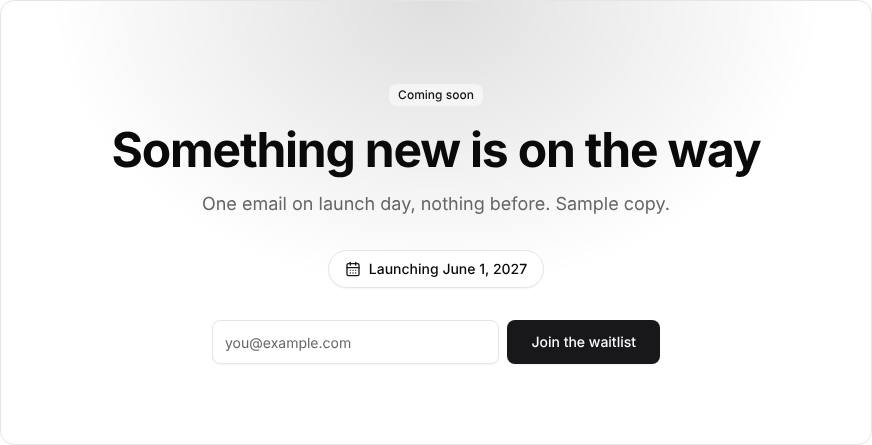 Coming soon
Something new is on the way
One email on launch day, nothing before. Sample copy.
Launching June 1, 2027
you@example.com
Join the waitlist